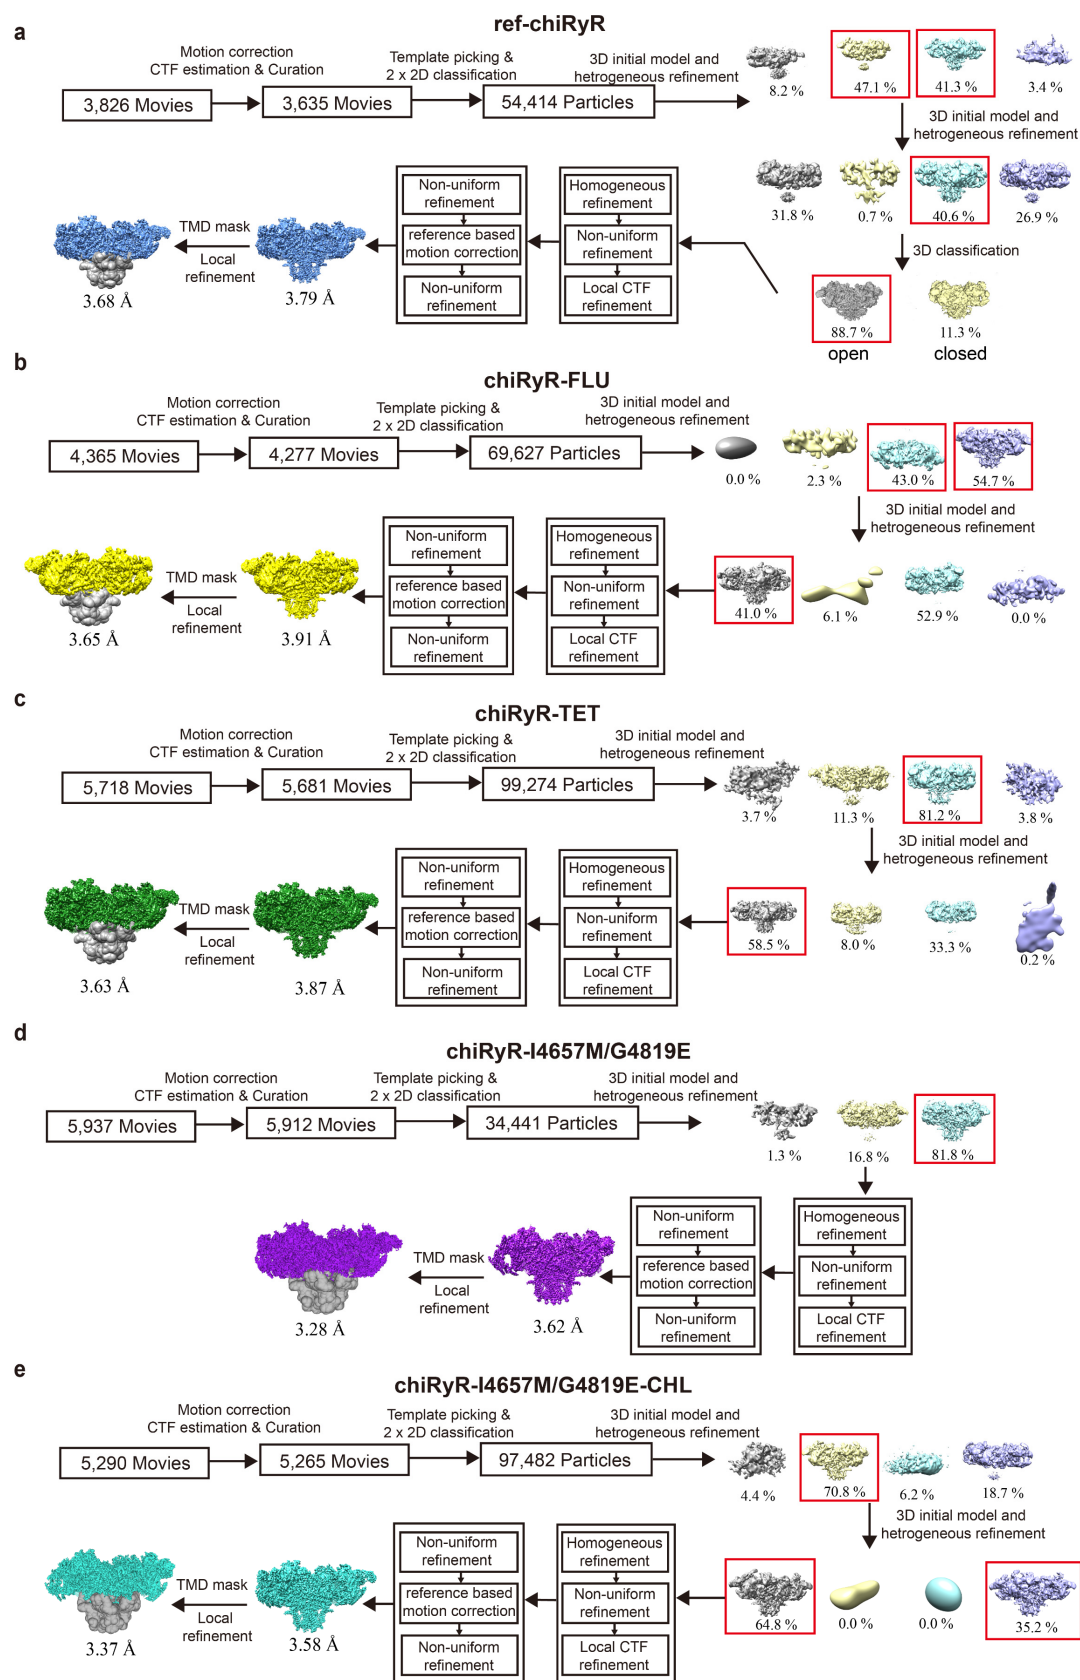 a
ref-chiRyR
Motion correction
CTF estimation & Curation
Template picking &
2 x 2D classification
3D initial model and
hetrogeneous refinement
3,826 Movies
3,635 Movies
54,414 Particles
8.2 %
47.1 %
41.3 %
3.4 %
3D initial model and
hetrogeneous refinement
31.8 %
0.7 %
40.6 %
26.9 %
3D classification
88.7 %
11.3 %
open
closed
Homogeneous
refinement
Non-uniform
refinement
Local CTF
refinement
Non-uniform
refinement
reference based
motion correction
Non-uniform
refinement
3.79 Å
TMD mask
Local
refinement
3.68 Å
b
chiRyR-FLU
Motion correction
CTF estimation & Curation
Template picking &
2 x 2D classification
3D initial model and
hetrogeneous refinement
4,365 Movies
4,277 Movies
69,627 Particles
0.0 %
2.3 %
43.0 %
54.7 %
3D initial model and
hetrogeneous refinement
41.0 %
6.1 %
52.9 %
0.0 %
Homogeneous
refinement
Non-uniform
refinement
Local CTF
refinement
Non-uniform
refinement
reference based
motion correction
Non-uniform
refinement
3.91 Å
TMD mask
Local
refinement
3.65 Å
c
chiRyR-TET
Motion correction
CTF estimation & Curation
Template picking &
2 x 2D classification
3D initial model and
hetrogeneous refinement
5,718 Movies
5,681 Movies
99,274 Particles
3.7 %
11.3 %
81.2 %
3.8 %
3D initial model and
hetrogeneous refinement
58.5 %
8.0 %
33.3 %
0.2 %
Homogeneous
refinement
Non-uniform
refinement
Local CTF
refinement
Non-uniform
refinement
reference based
motion correction
Non-uniform
refinement
3.87 Å
TMD mask
Local
refinement
3.63 Å
d
chiRyR-I4657M/G4819E
Motion correction
CTF estimation & Curation
Template picking &
2 x 2D classification
3D initial model and
hetrogeneous refinement
5,937 Movies
5,912 Movies
34,441 Particles
1.3 %
16.8 %
81.8 %
Homogeneous
refinement
Non-uniform
refinement
Local CTF
refinement
Non-uniform
refinement
reference based
motion correction
Non-uniform
refinement
3.62 Å
TMD mask
Local
refinement
3.28 Å
e
chiRyR-I4657M/G4819E-CHL
Motion correction
CTF estimation & Curation
Template picking &
2 x 2D classification
3D initial model and
hetrogeneous refinement
5,290 Movies
5,265 Movies
97,482 Particles
4.4 %
70.8 %
6.2 %
18.7 %
3D initial model and
hetrogeneous refinement
64.8 %
0.0 %
0.0 %
35.2 %
Homogeneous
refinement
Non-uniform
refinement
Local CTF
refinement
Non-uniform
refinement
reference based
motion correction
Non-uniform
refinement
3.58 Å
TMD mask
Local
refinement
3.37 Å